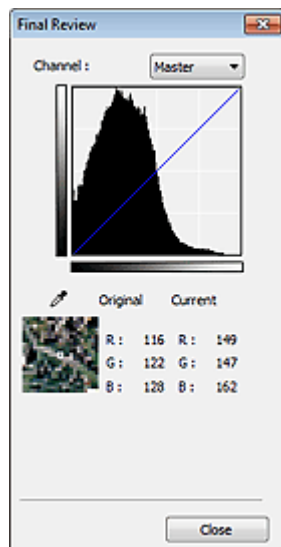 Final Review
Channel : Master
Original Current
R : 116 R : 149
G : 122 G : 147
B : 128 B : 162
Close